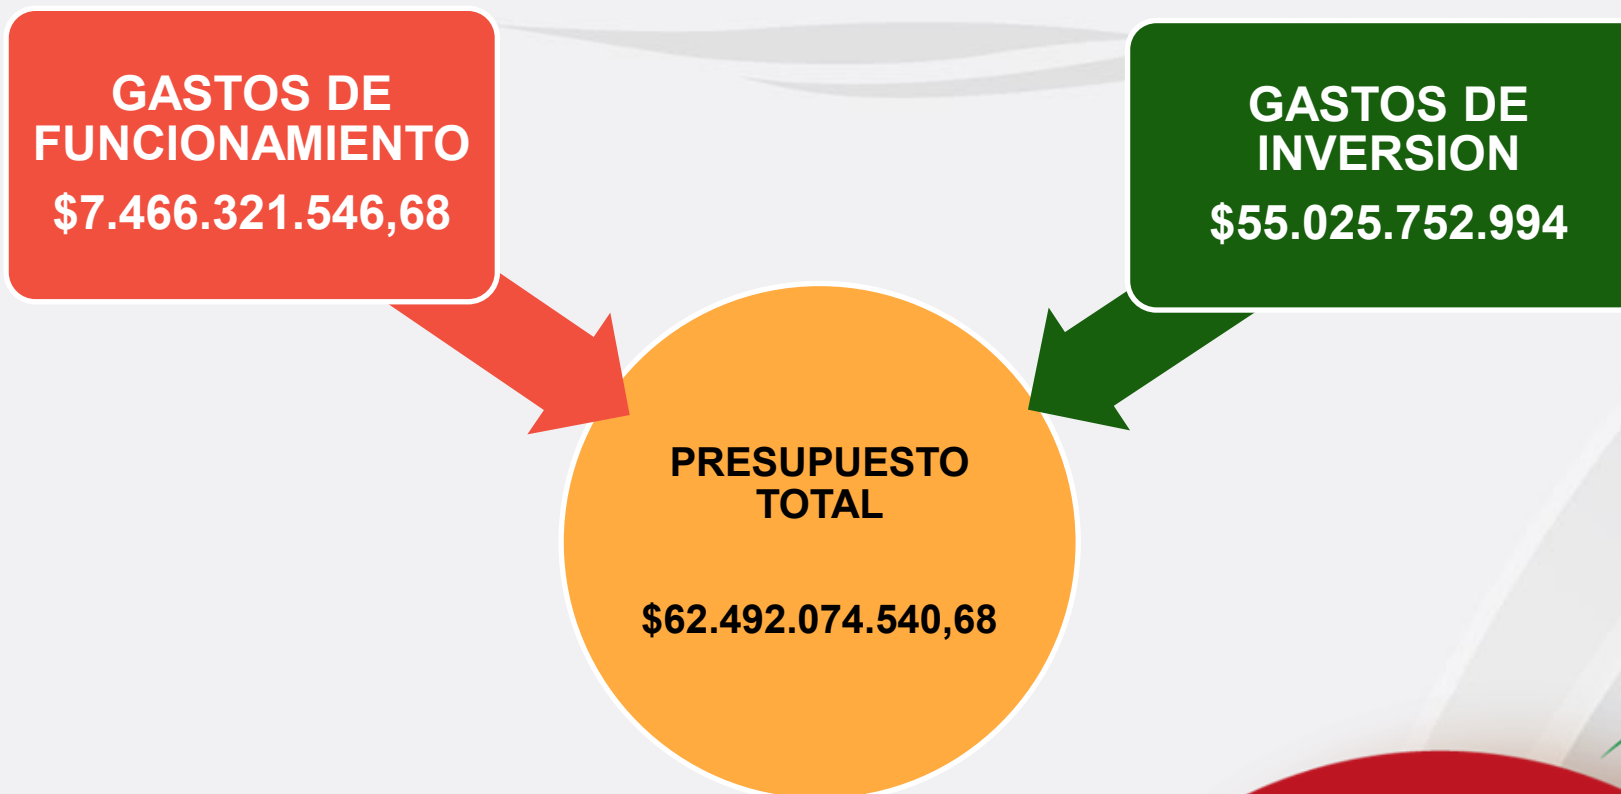 GASTOS DE
FUNCIONAMIENTO
$7.466.321.546,68
GASTOS DE
INVERSION
$55.025.752.994
PRESUPUESTO
TOTAL
$62.492.074.540,68